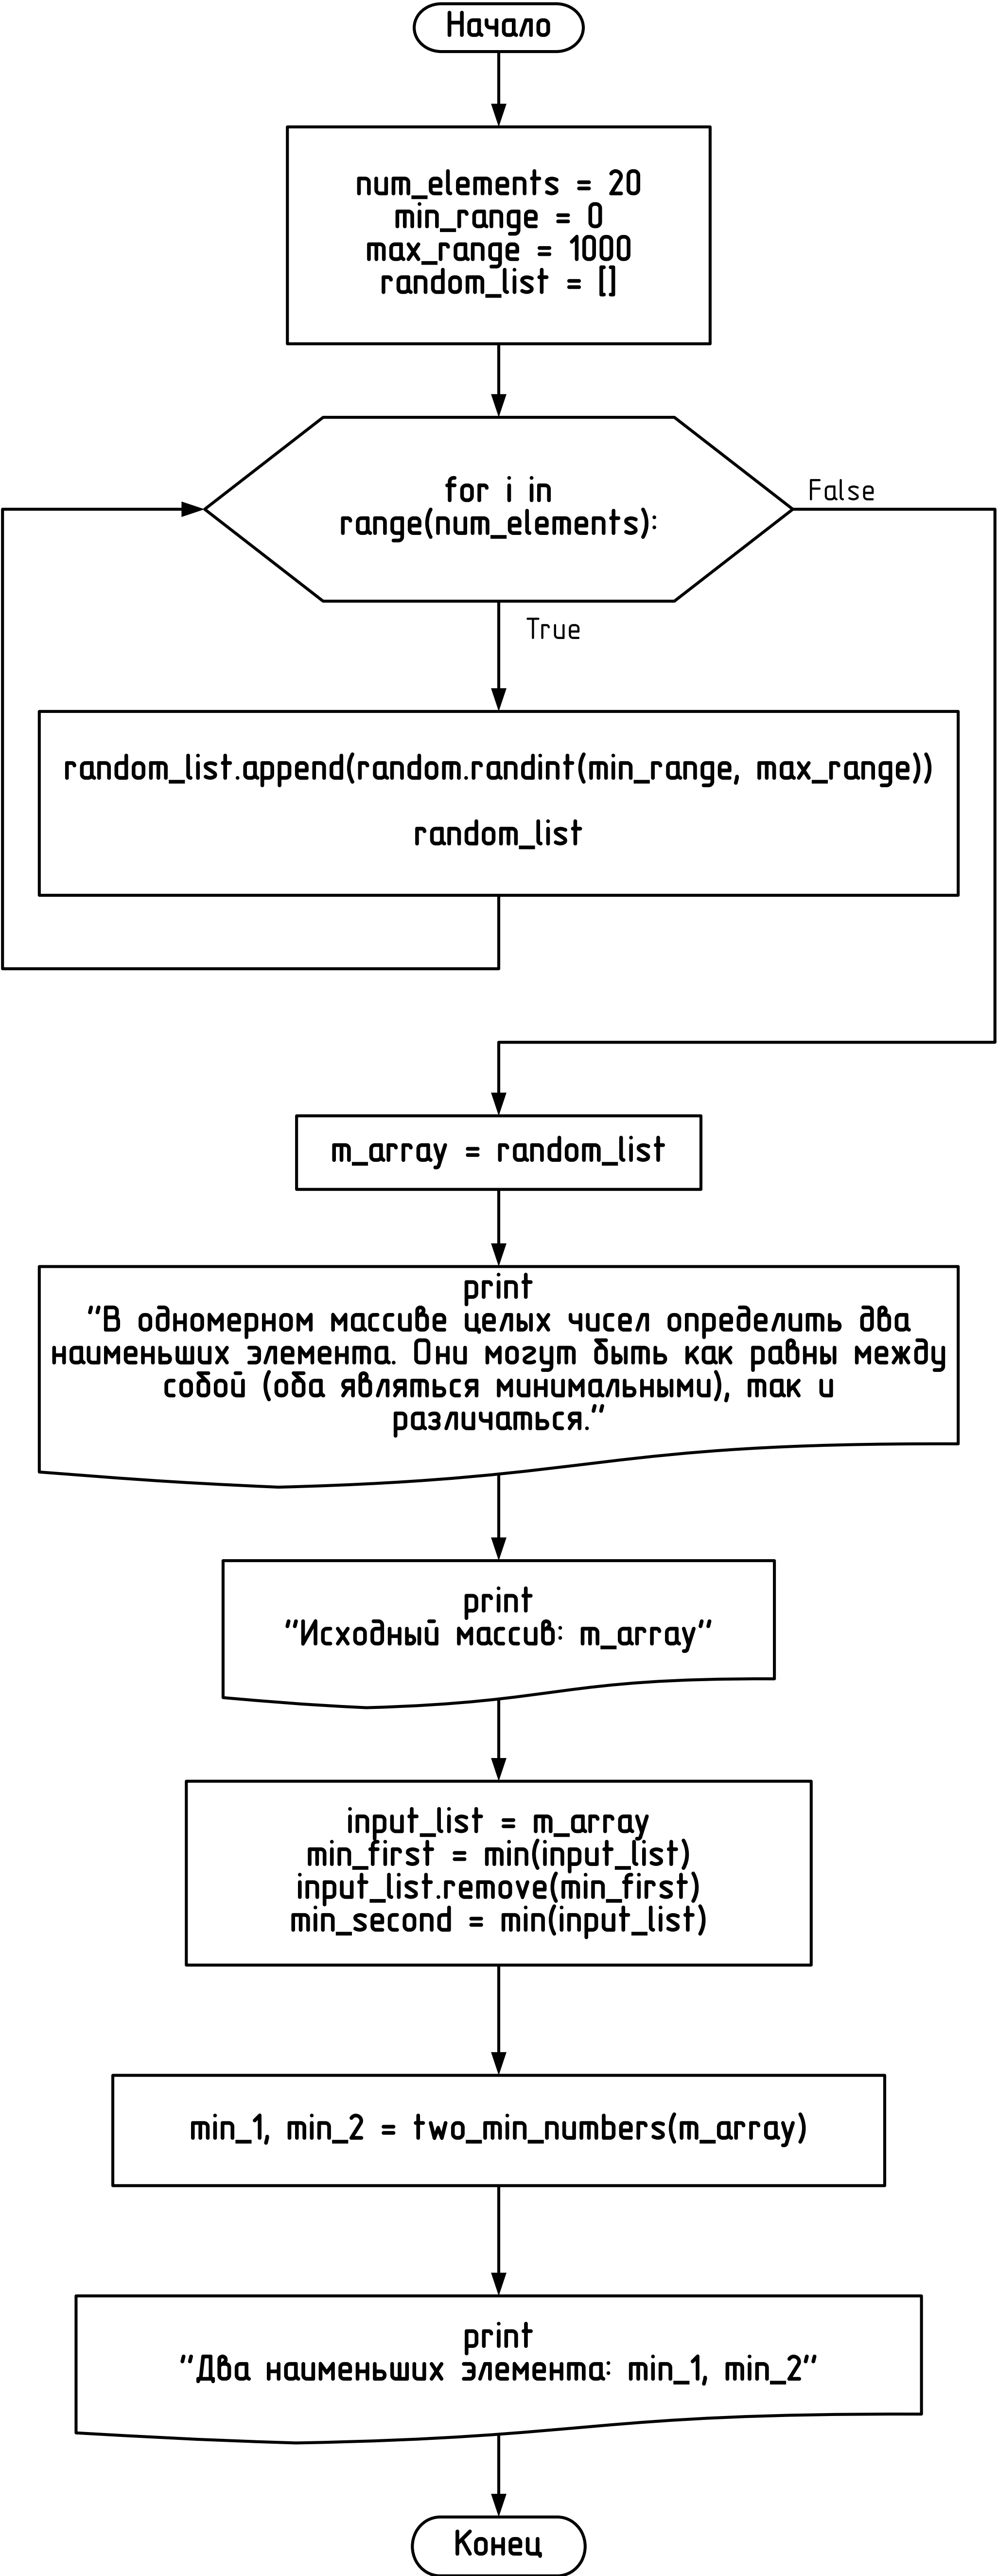 Начало
num_elements = 20
min_range = 0
max_range = 1000
random_list = []
for i in
range(num_elements):
False
True
random_list.append(random.randint(min_range, max_range))
random_list
m_array = random_list
print
"В одномерном массиве целых чисел определить два
наименьших элемента. Они могут быть как равны между
собой (оба являться минимальными), так и
различаться."
print
"Исходный массив: m_array"
input_list = m_array
min_first = min(input_list)
input_list.remove(min_first)
min_second = min(input_list)
min_1, min_2 = two_min_numbers(m_array)
print
"Два наименьших элемента: min_1, min_2"
Конец